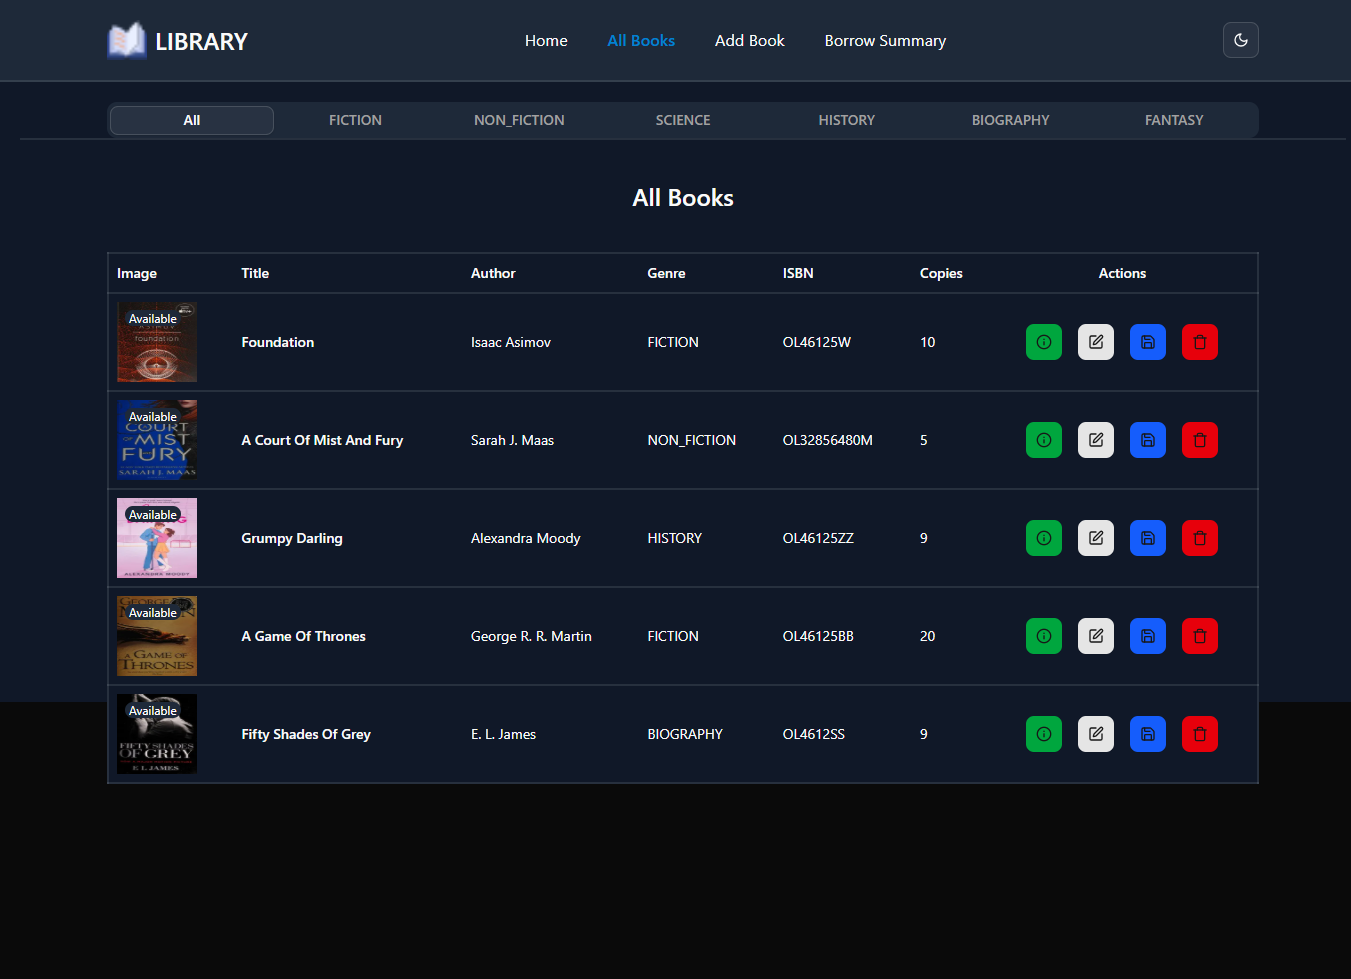 LIBRARY
Home All Books Add Book Borrow Summary
All FICTION NON_FICTION SCIENCE HISTORY BIOGRAPHY FANTASY
All Books
Image Title Author Genre ISBN Copies Actions
Available
ASIMOV
foundation
Foundation Isaac Asimov FICTION OL46125W 10
Available
COURT
OF MIST
FURY
SARAH J. MAAS
A Court Of Mist And Fury Sarah J. Maas NON_FICTION OL32856480M 5
Available
ALEXANDRA MOODY
Grumpy Darling Alexandra Moody HISTORY OL46125ZZ 9
Available
A GAME OF
THRONES
A Game Of Thrones George R. R. Martin FICTION OL46125BB 20
Available
FIFTY SHADES
OF GREY
E L JAMES
Fifty Shades Of Grey E. L. James BIOGRAPHY OL4612SS 9